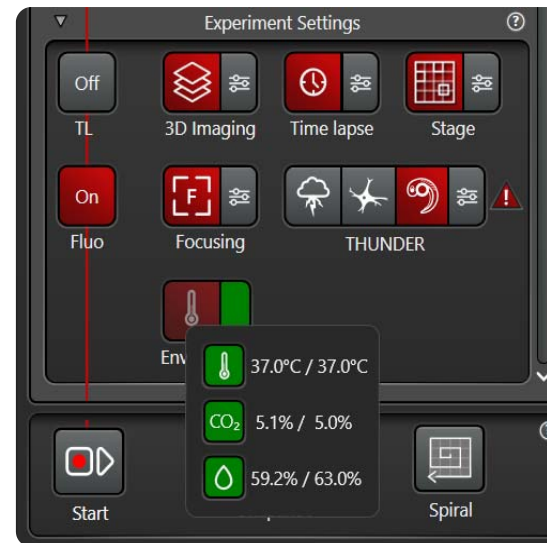 Experiment Settings
Off
TL
3D Imaging
Time lapse
Stage
On
F
Fluo
Focusing
THUNDER
37.0°C / 37.0°C
CO₂ 5.1% / 5.0%
59.2% / 63.0%
Start
Spiral